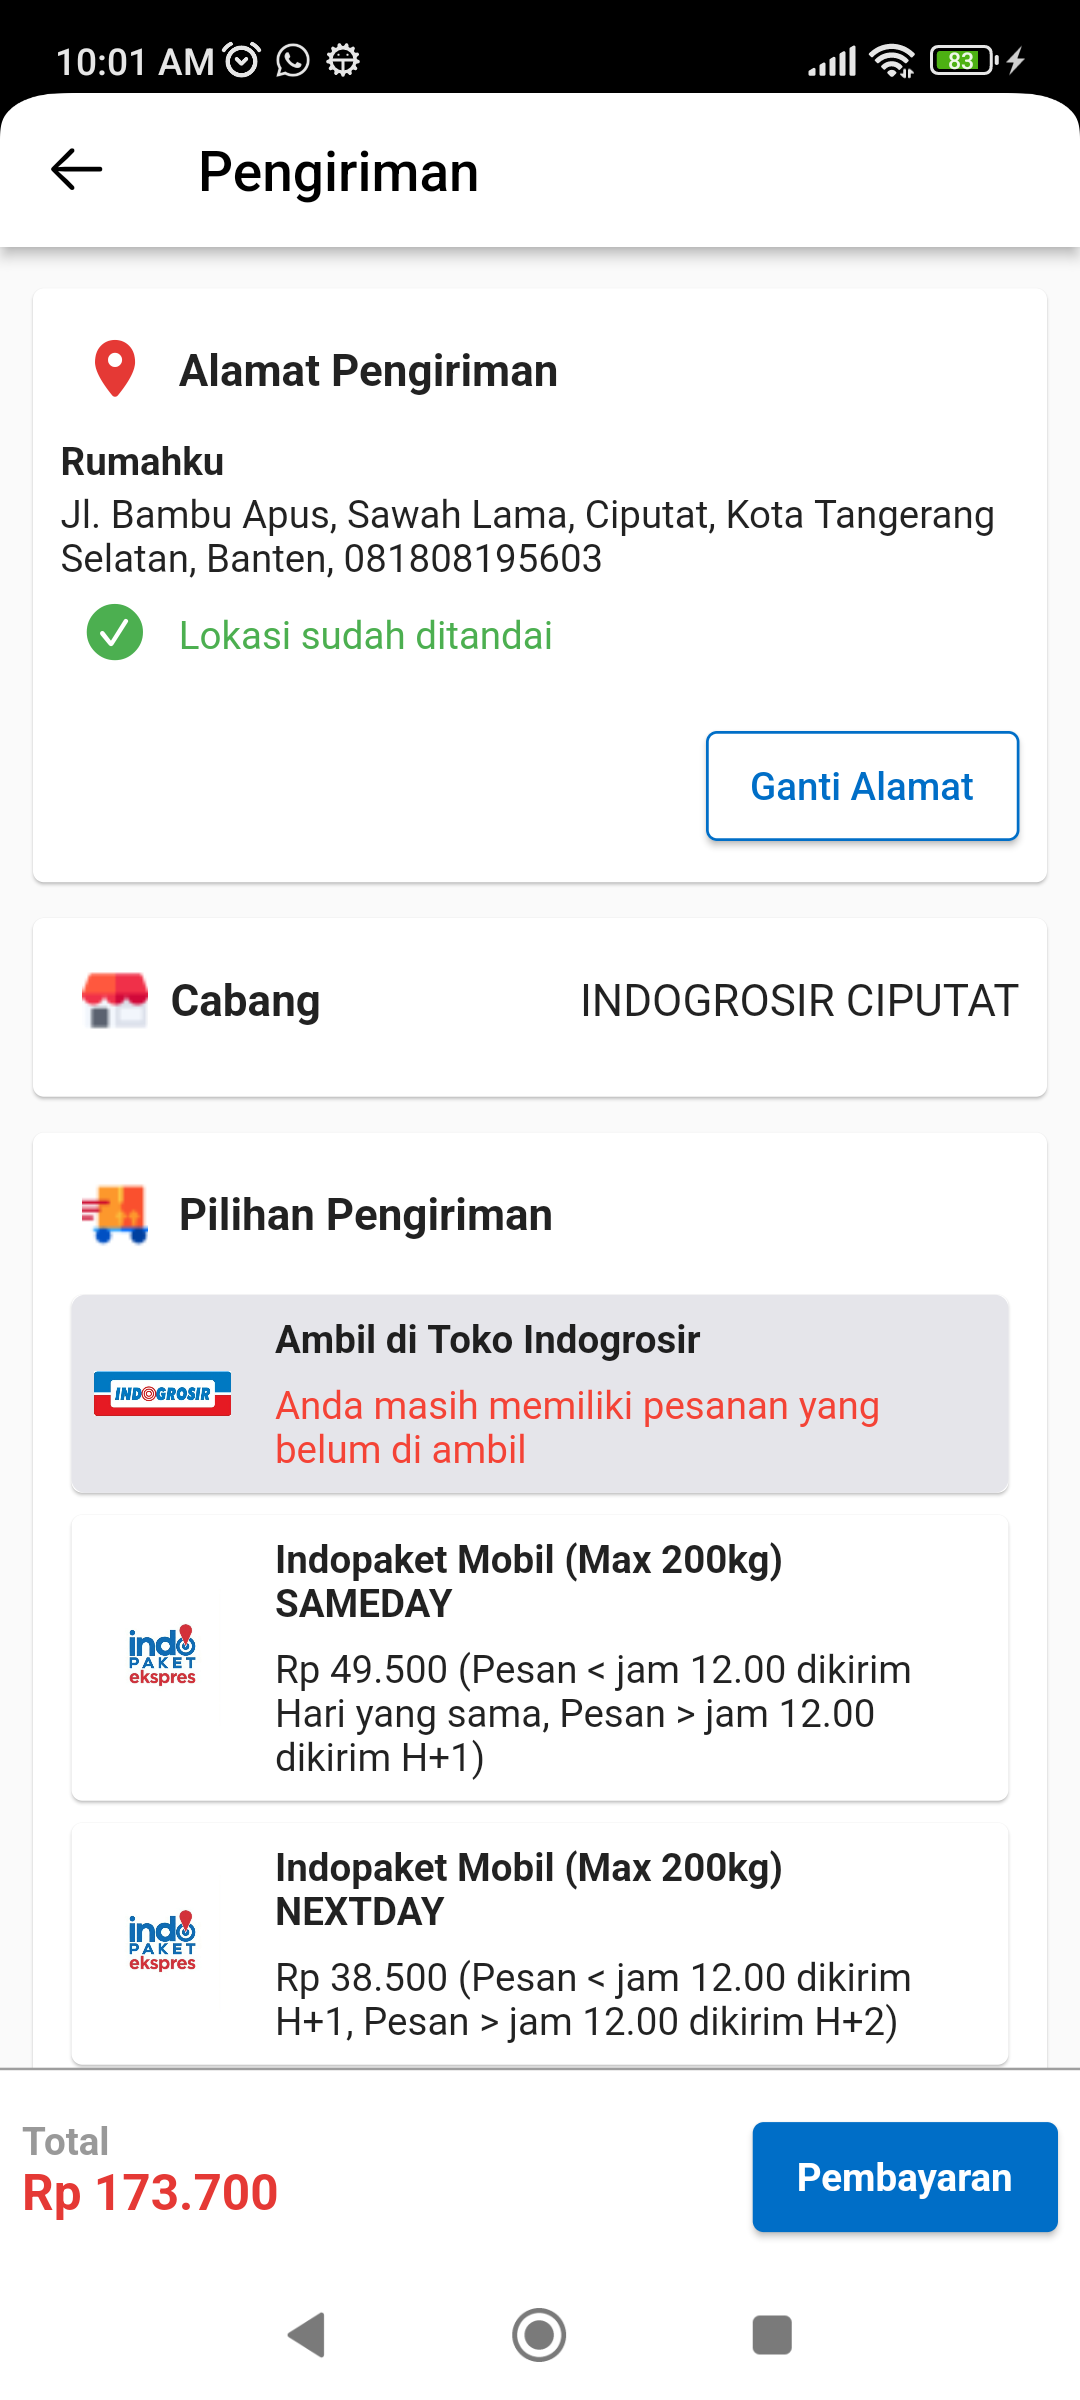 10:01 AM
83
Pengiriman
Alamat Pengiriman
Rumahku
Jl. Bambu Apus, Sawah Lama, Ciputat, Kota Tangerang
Selatan, Banten, 081808195603
Lokasi sudah ditandai
Ganti Alamat
Cabang
INDOGROSIR CIPUTAT
Pilihan Pengiriman
INDOGROSIR
Ambil di Toko Indogrosir
Anda masih memiliki pesanan yang
belum di ambil
indo
PAKET
ekspres
Indopaket Mobil (Max 200kg)
SAMEDAY
Rp 49.500 (Pesan < jam 12.00 dikirim
Hari yang sama, Pesan > jam 12.00
dikirim H+1)
indo
PAKET
ekspres
Indopaket Mobil (Max 200kg)
NEXTDAY
Rp 38.500 (Pesan < jam 12.00 dikirim
H+1, Pesan > jam 12.00 dikirim H+2)
Total
Rp 173.700
Pembayaran